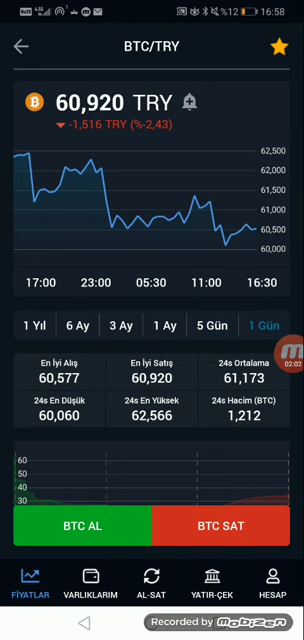 %12 16:58
BTC/TRY
60,920 TRY
-1,516 TRY (%-2,43)
62,500
62,000
61,500
61,000
60,500
60,000
17:00 23:00 05:30 11:00 16:30
1 Yıl 6 Ay 3 Ay 1 Ay 5 Gün 1 Gün
En İyi Alış En İyi Satış 24s Ortalama
60,577 60,920 61,173
02:02
24s En Düşük 24s En Yüksek 24s Hacim (BTC)
60,060 62,566 1,212
60
50
40
30
BTC AL BTC SAT
FİYATLAR VARLIKLARIM AL-SAT YATIR-ÇEK HESAP
Recorded by mobizen